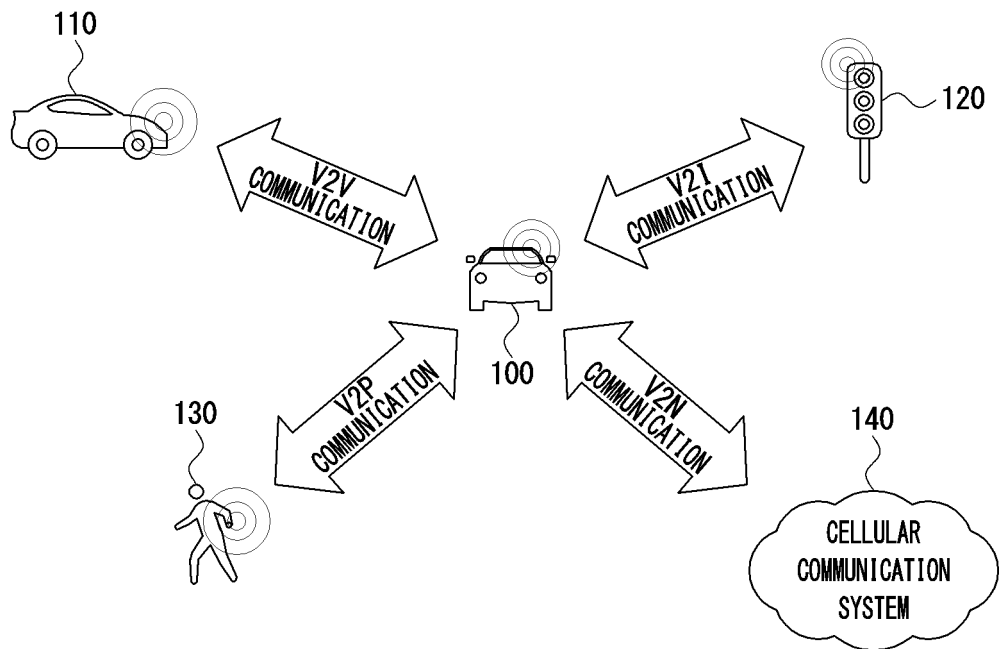 110
120
V2V
COMMUNICATION
V2I
COMMUNICATION
100
V2P
COMMUNICATION
V2N
COMMUNICATION
130
140
CELLULAR
COMMUNICATION
SYSTEM